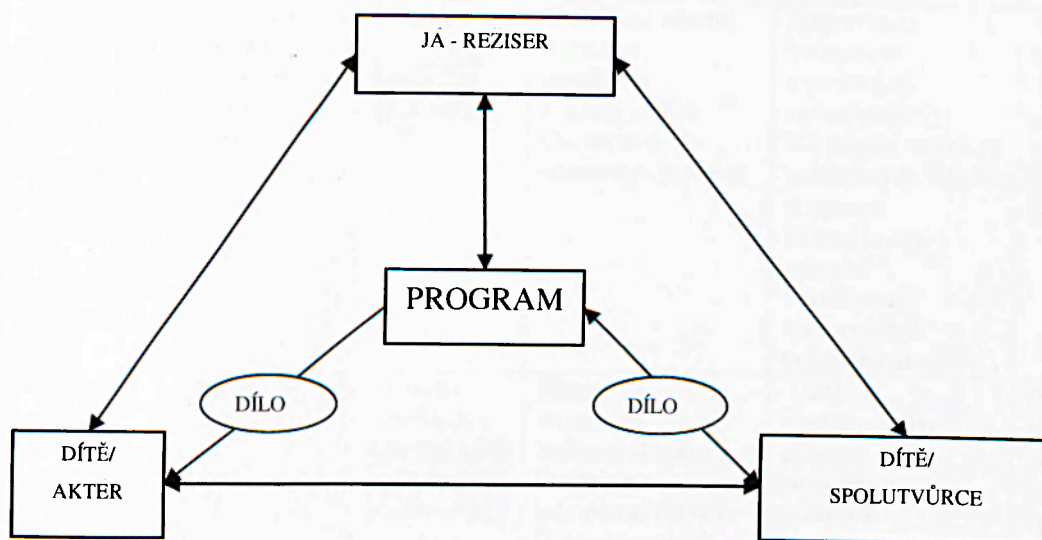 JÁ - REZISER
PROGRAM
DÍLO
DÍLO
DÍTĚ/
AKTER
DÍTĚ/
SPOLUTVŮRCE